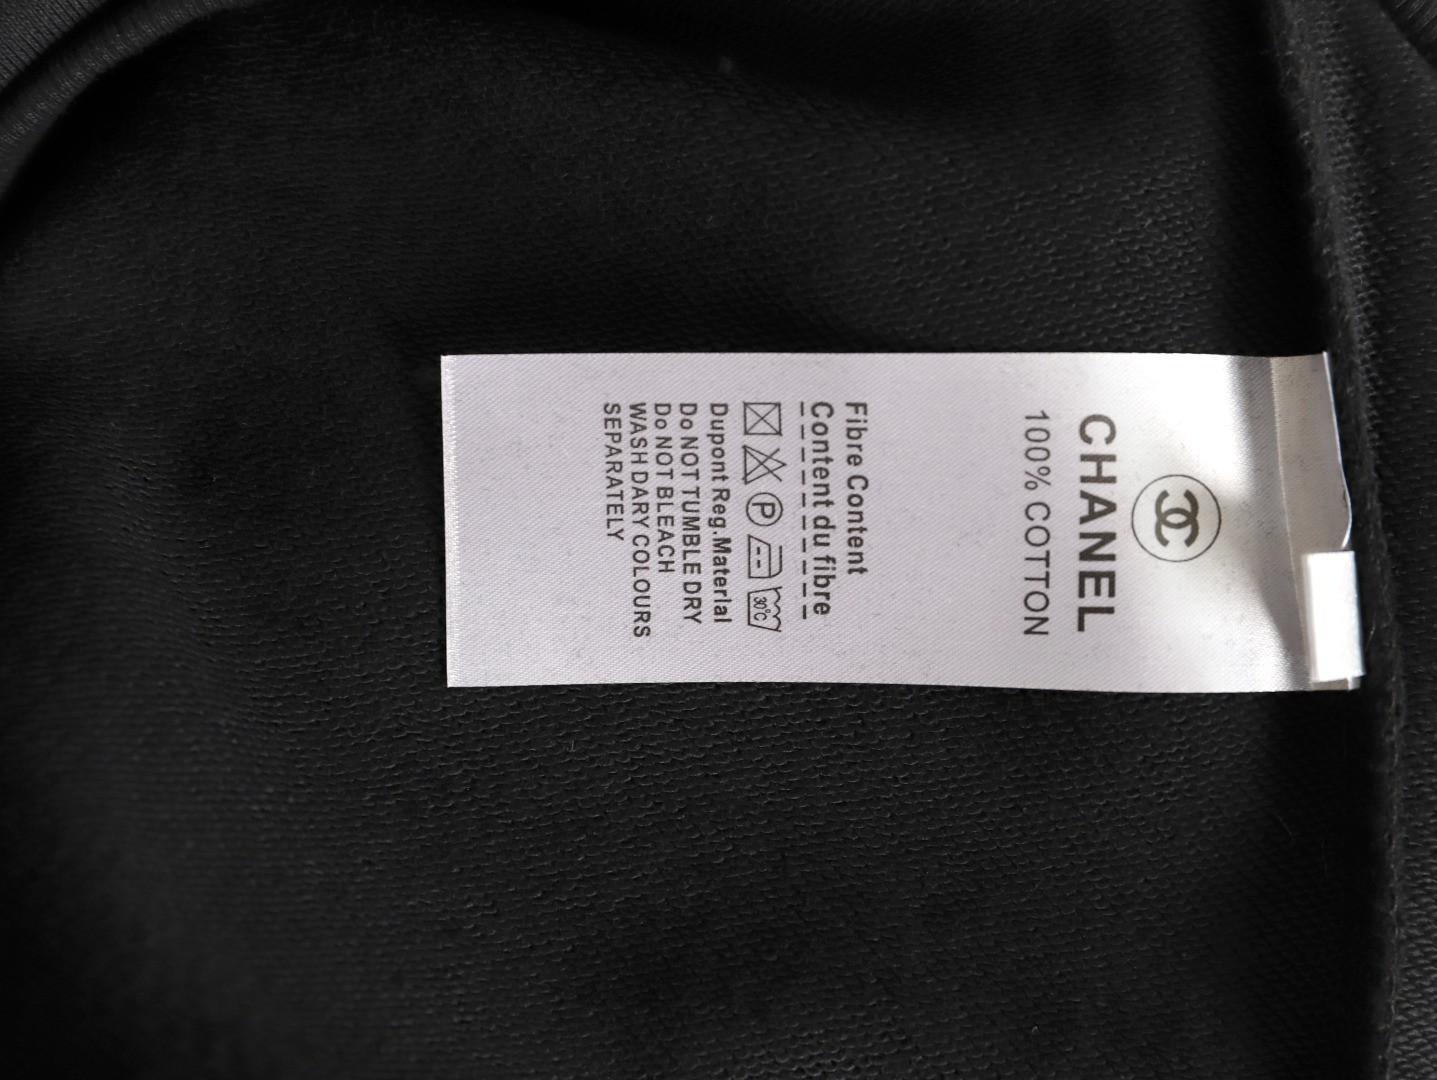 CHANEL
100% COTTON
Fibre Content
Content du fibre
P
30°C
Dupont Reg.Material
Do NOT TUMBLE DRY
Do NOT BLEACH
WASH DARY COLOURS
SEPARATELY